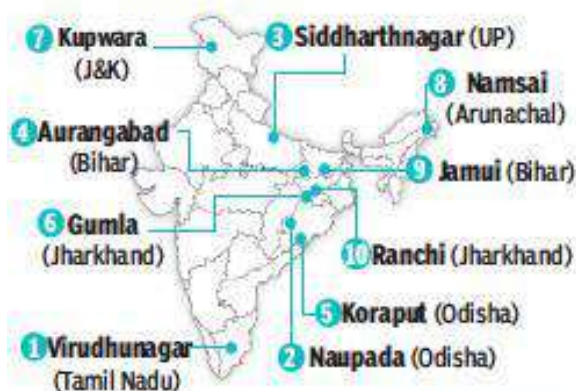 7 Kupwara
(J&K)
3 Siddharthnagar (UP)
8 Namsai
(Arunachal)
4 Aurangabad
(Bihar)
9 Jamui (Bihar)
6 Gumla
(Jharkhand)
10 Ranchi (Jharkhand)
5 Koraput (Odisha)
1 Virudhunagar
(Tamil Nadu)
2 Naupada (Odisha)